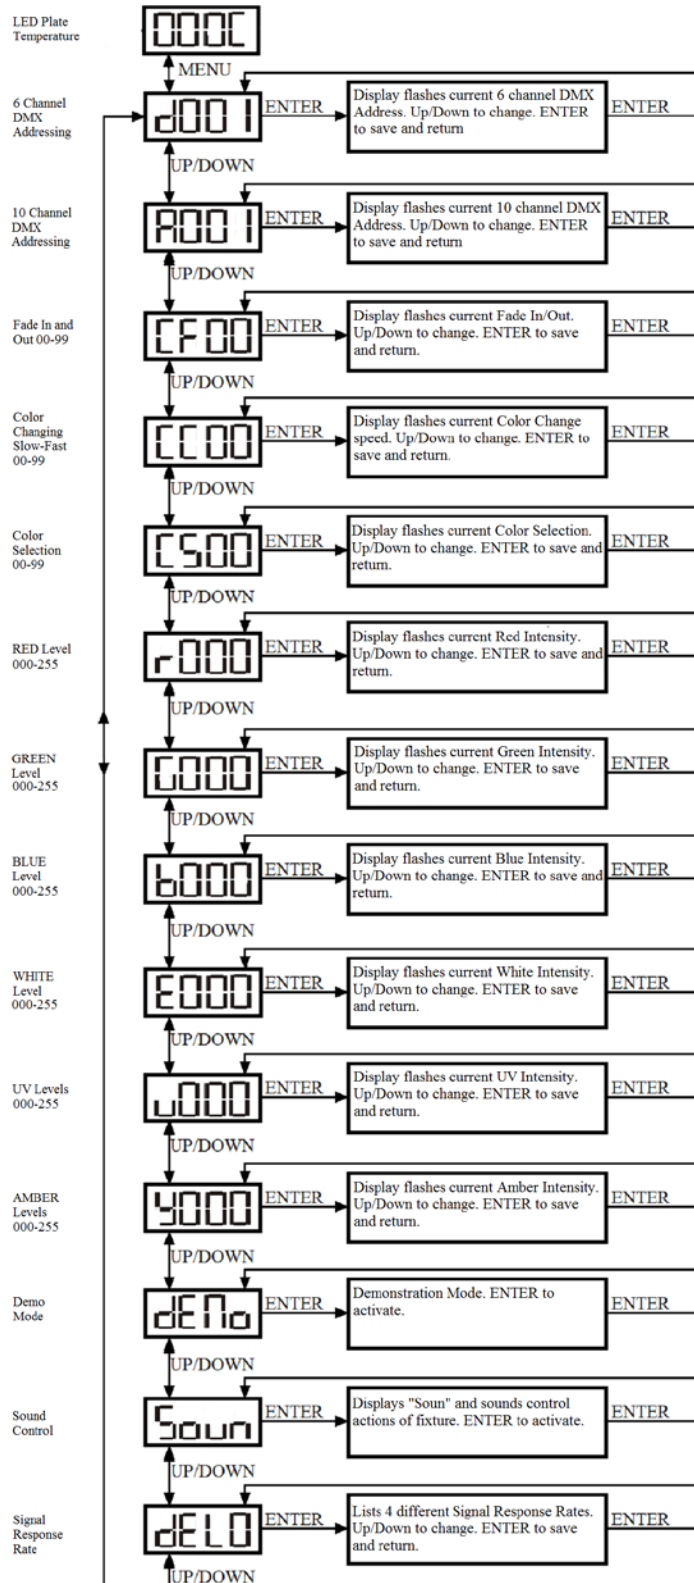 LED Plate
Temperature
000C
MENU
6 Channel
DMX
Addressing
d001
ENTER
Display flashes current 6 channel DMX
Address. Up/Down to change. ENTER
to save and return
ENTER
UP/DOWN
10 Channel
DMX
Addressing
A001
ENTER
Display flashes current 10 channel DMX
Address. Up/Down to change. ENTER
to save and return
ENTER
UP/DOWN
Fade In and
Out 00-99
CF00
ENTER
Display flashes current Fade In/Out.
Up/Down to change. ENTER to save
and return.
ENTER
UP/DOWN
Color
Changing
Slow-Fast
00-99
CC00
ENTER
Display flashes current Color Change
speed. Up/Down to change. ENTER to
save and return.
ENTER
UP/DOWN
Color
Selection
00-99
CS00
ENTER
Display flashes current Color Selection.
Up/Down to change. ENTER to save and
return.
ENTER
UP/DOWN
RED Level
000-255
r000
ENTER
Display flashes current Red Intensity.
Up/Down to change. ENTER to save and
return.
ENTER
UP/DOWN
GREEN
Level
000-255
G000
ENTER
Display flashes current Green Intensity.
Up/Down to change. ENTER to save
and return.
ENTER
UP/DOWN
BLUE
Level
000-255
b000
ENTER
Display flashes current Blue Intensity.
Up/Down to change. ENTER to save and
return.
ENTER
UP/DOWN
WHITE
Level
000-255
E000
ENTER
Display flashes current White Intensity.
Up/Down to change. ENTER to save
and return.
ENTER
UP/DOWN
UV Levels
000-255
u000
ENTER
Display flashes current UV Intensity.
Up/Down to change. ENTER to save
and return.
ENTER
UP/DOWN
AMBER
Levels
000-255
y000
ENTER
Display flashes current Amber Intensity.
Up/Down to change. ENTER to save
and return.
ENTER
UP/DOWN
Demo
Mode
dEMo
ENTER
Demonstration Mode. ENTER to
activate.
ENTER
UP/DOWN
Sound
Control
Soun
ENTER
Displays "Soun" and sounds control
actions of fixture. ENTER to activate.
ENTER
UP/DOWN
Signal
Response
Rate
dEL0
ENTER
Lists 4 different Signal Response Rates.
Up/Down to change. ENTER to save
and return.
ENTER
UP/DOWN